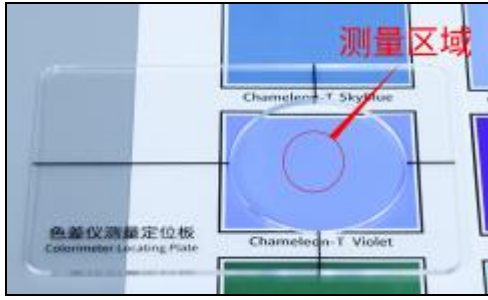 测量区域
Chameleon-T SkyBlue
色差仪测量定位板
Colorimeter Locating Plate
Chameleon-T Violet